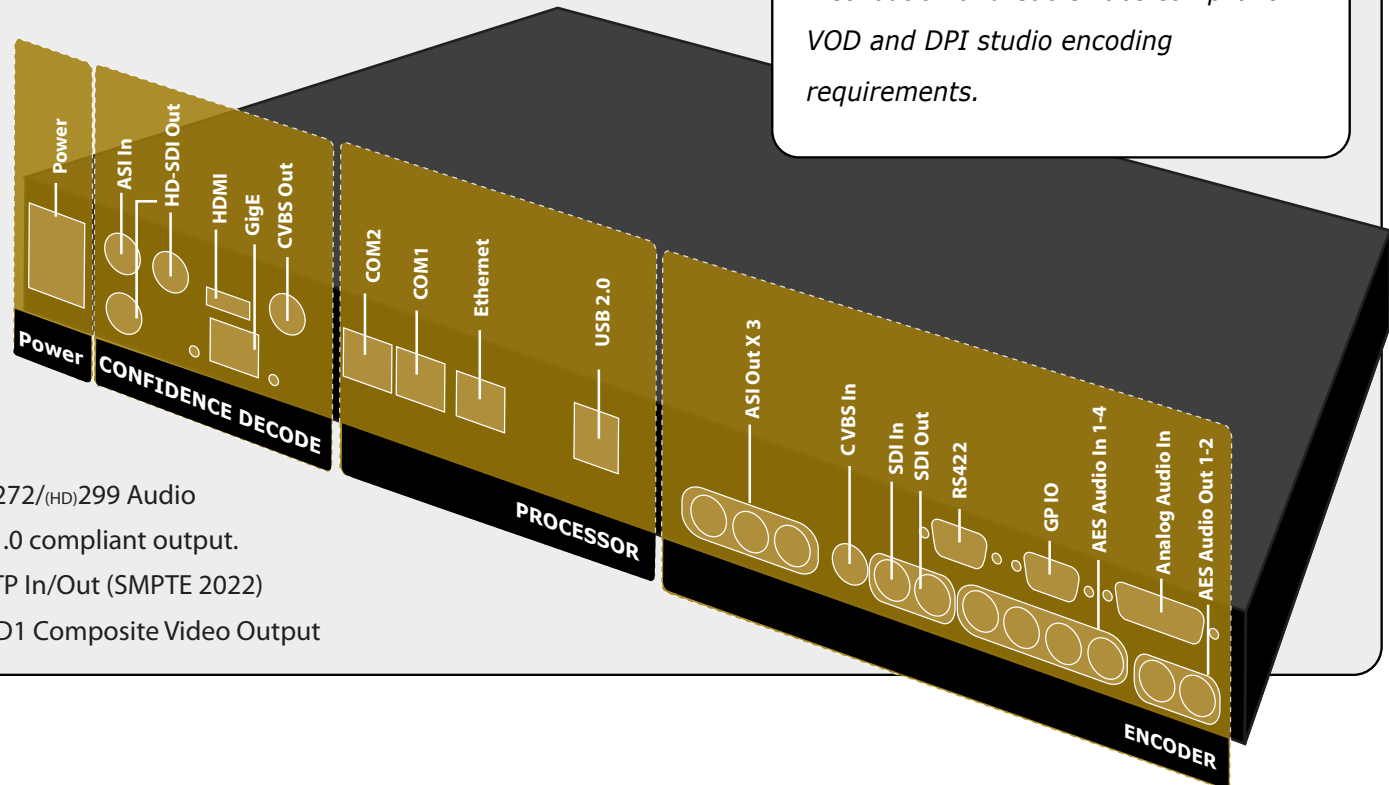 VOD and DPI studio encoding
requirements.
Power
ASI In
HD-SDI Out
HDMI
GigE
CVBS Out
COM2
COM1
Ethernet
USB 2.0
ASI Out X 3
CVBS In
SDI In
SDI Out
RS422
GP IO
AES Audio In 1-4
Analog Audio In
AES Audio Out 1-2
Power
CONFIDENCE DECODE
PROCESSOR
ENCODER
272/(HD)299 Audio
.0 compliant output.
TP In/Out (SMPTE 2022)
D1 Composite Video Output